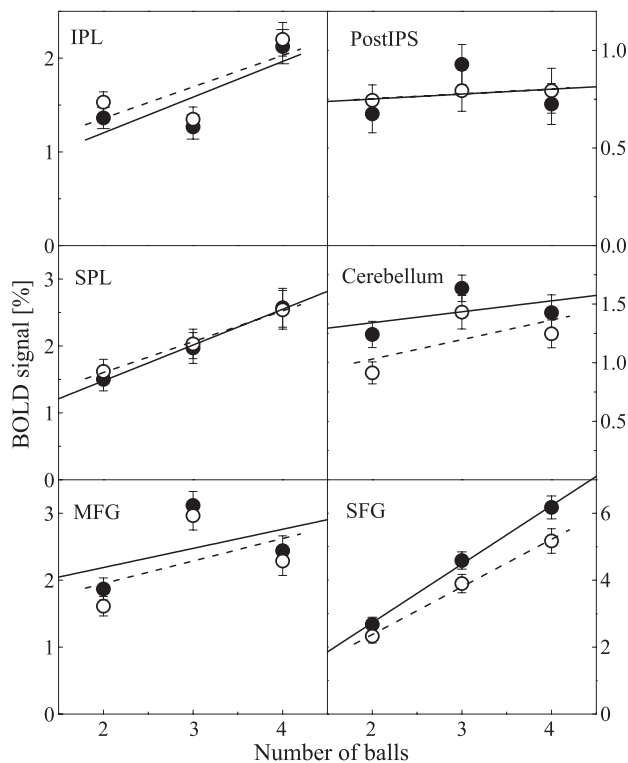 IPL
PostIPS
2
1
0
1.0
0.5
0.0
SPL
Cerebellum
3
2
1
0
1.5
1.0
0.5
MFG
SFG
3
2
1
0
6
4
2
0
2 3 4 2 3 4
Number of balls
BOLD signal [%]